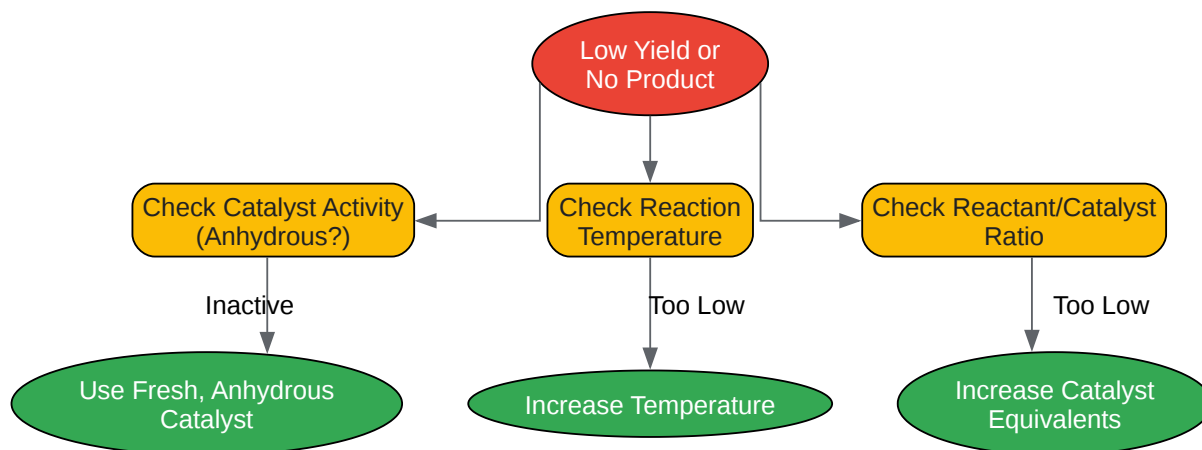 Low Yield or
No Product
Check Catalyst Activity
(Anhydrous?)
Check Reaction
Temperature
Check Reactant/Catalyst
Ratio
Inactive
Too Low
Too Low
Use Fresh, Anhydrous
Catalyst
Increase Temperature
Increase Catalyst
Equivalents